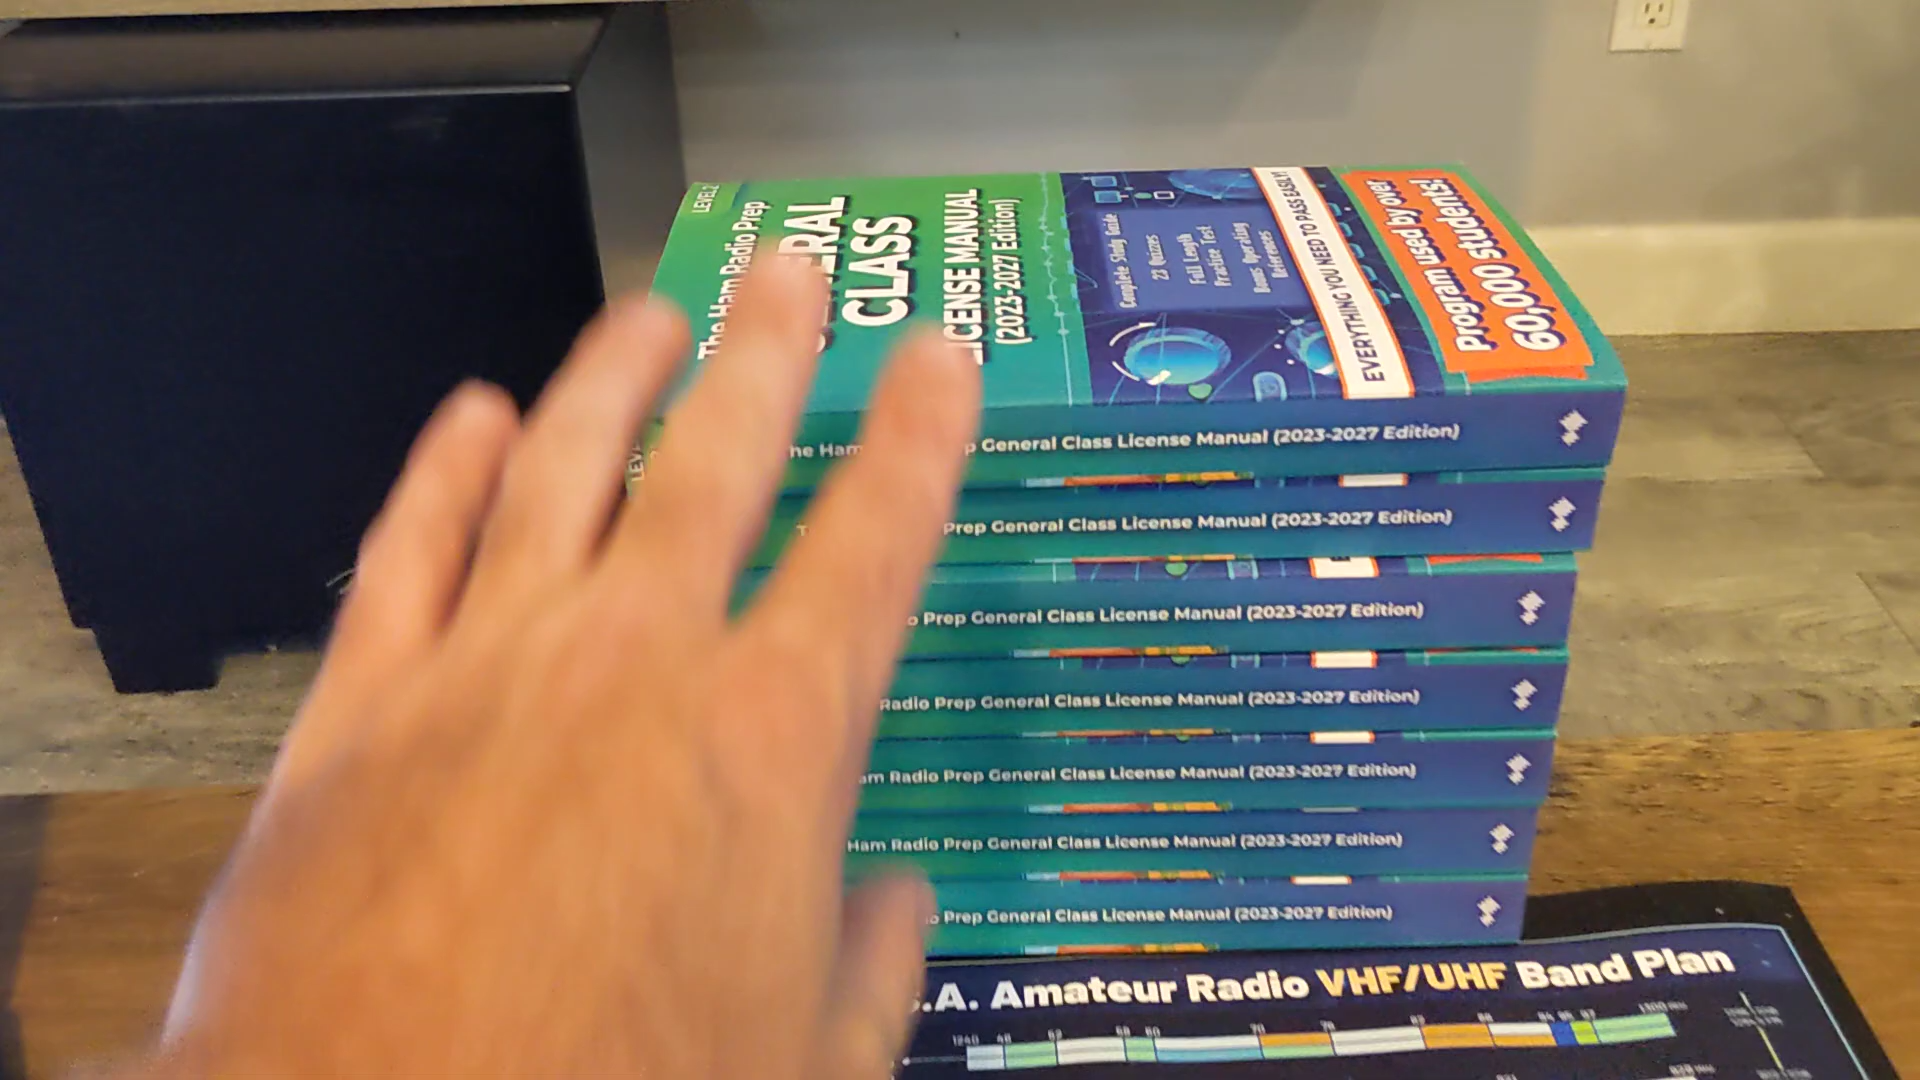 LEVEL 2
The Ham Radio Prep
CLASS
LICENSE MANUAL
(2023-2027 Edition)
Complete Study Guide
23 Quizzes
Full Length
Practice Test
Bonus Operating
References
EVERYTHING YOU NEED TO PASS EASILY!
Program used by over
60,000 students!
he Ham p General Class License Manual (2023-2027 Edition)
Prep General Class License Manual (2023-2027 Edition)
o Prep General Class License Manual (2023-2027 Edition)
Radio Prep General Class License Manual (2023-2027 Edition)
am Radio Prep General Class License Manual (2023-2027 Edition)
Ham Radio Prep General Class License Manual (2023-2027 Edition)
o Prep General Class License Manual (2023-2027 Edition)
.A. Amateur Radio VHF/UHF Band Plan
1240